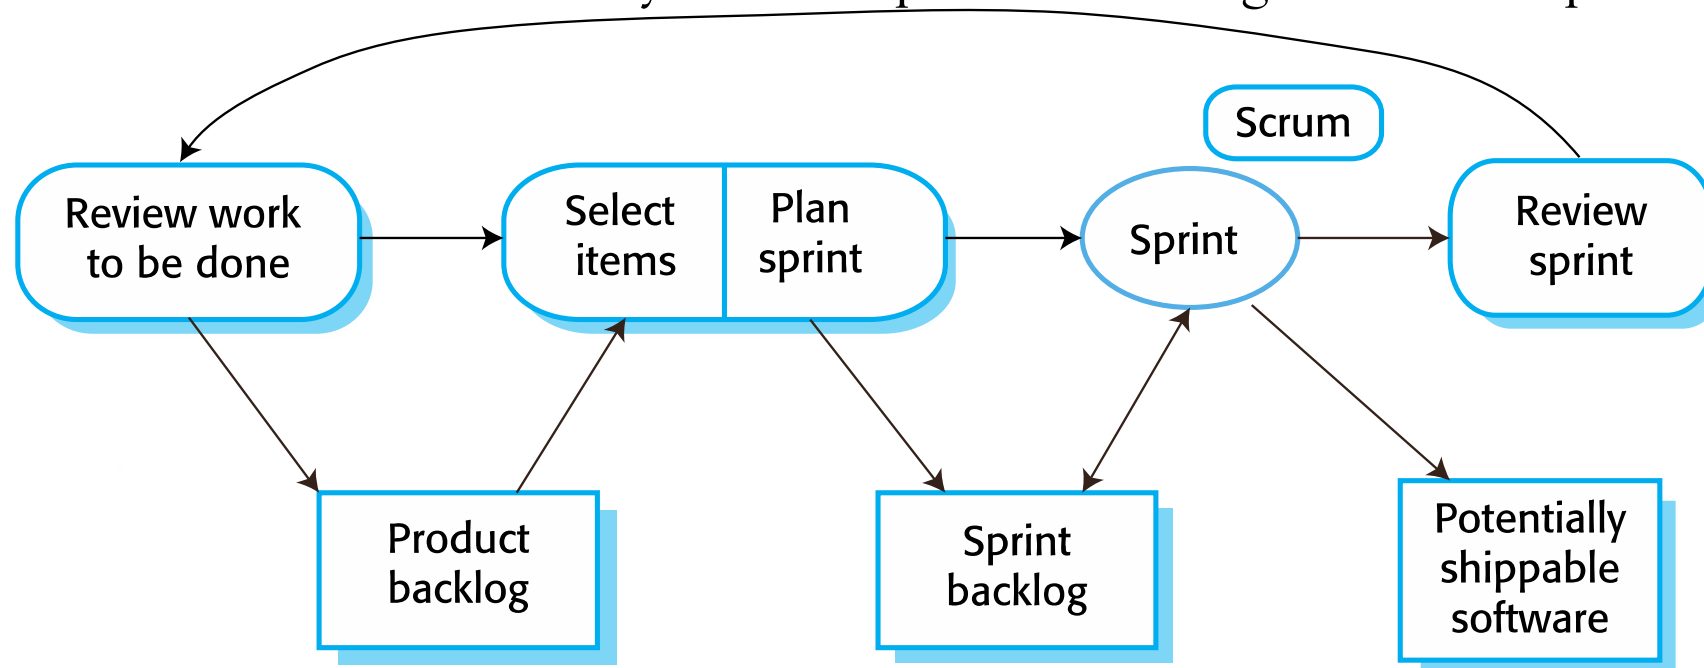 Scrum
Review work
to be done
Select
items
Plan
sprint
Sprint
Review
sprint
Product
backlog
Sprint
backlog
Potentially
shippable
software